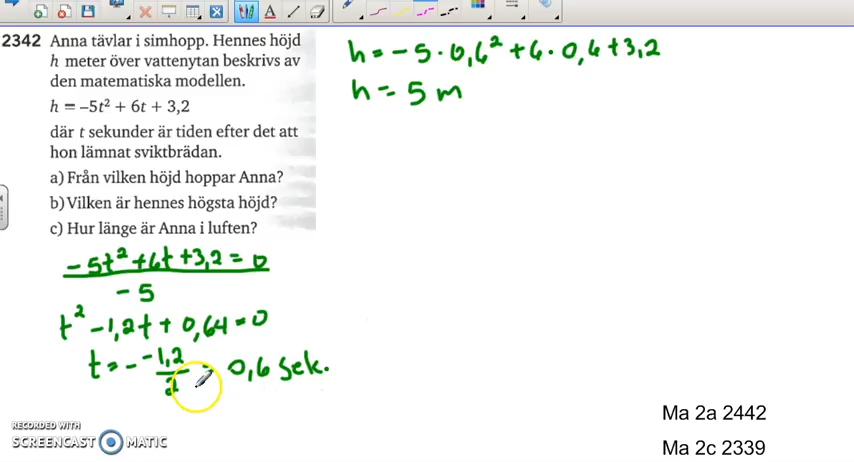 2342 Anna tävlar i simhopp. Hennes höjd
h meter över vattenytan beskrivs av
den matematiska modellen.
h = –5t² + 6t + 3,2
där t sekunder är tiden efter det att
hon lämnat sviktbrädan.
a) Från vilken höjd hoppar Anna?
b) Vilken är hennes högsta höjd?
c) Hur länge är Anna i luften?
-5t² + 6t + 3,2 = 0
-5
t² - 1,2t + 0,64 = 0
t = - -1,2/2 = 0,6 sek.
h = -5 · 0,6² + 6 · 0,6 + 3,2
h = 5 m
Ma 2a 2442
Ma 2c 2339
RECORDED WITH
SCREENCAST MATIC